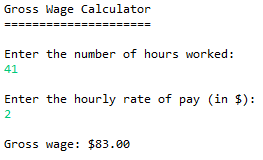 Gross Wage Calculator
=====================
Enter the number of hours worked:
41
Enter the hourly rate of pay (in $):
2
Gross wage: $83.00